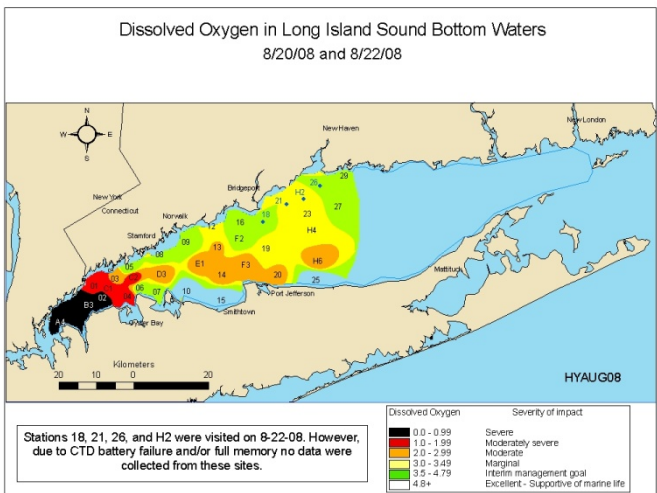 Dissolved Oxygen in Long Island Sound Bottom Waters
8/20/08 and 8/22/08
N
W E
S
New London
New Haven
Bridgeport
New York
Connecticut
Norwalk
Stamford
29
26
H2
21
27
18
23
16
12
H4
F2
09
13
19
08
05
E1
F3
H6
03
D3
14
20
25
01
06
07
10
02
04
15
B3
A4
Mattituck
Port Jefferson
Smithtown
Oyster Bay
Kilometers
20 0 20
HYAUG08
Stations 18, 21, 26, and H2 were visited on 8-22-08. However,
due to CTD battery failure and/or full memory no data were
collected from these sites.
Dissolved Oxygen Severity of impact
0.0 - 0.99 Severe
1.0 - 1.99 Moderately severe
2.0 - 2.99 Moderate
3.0 - 3.49 Marginal
3.5 - 4.79 Interim management goal
4.8+ Excellent - Supportive of marine life